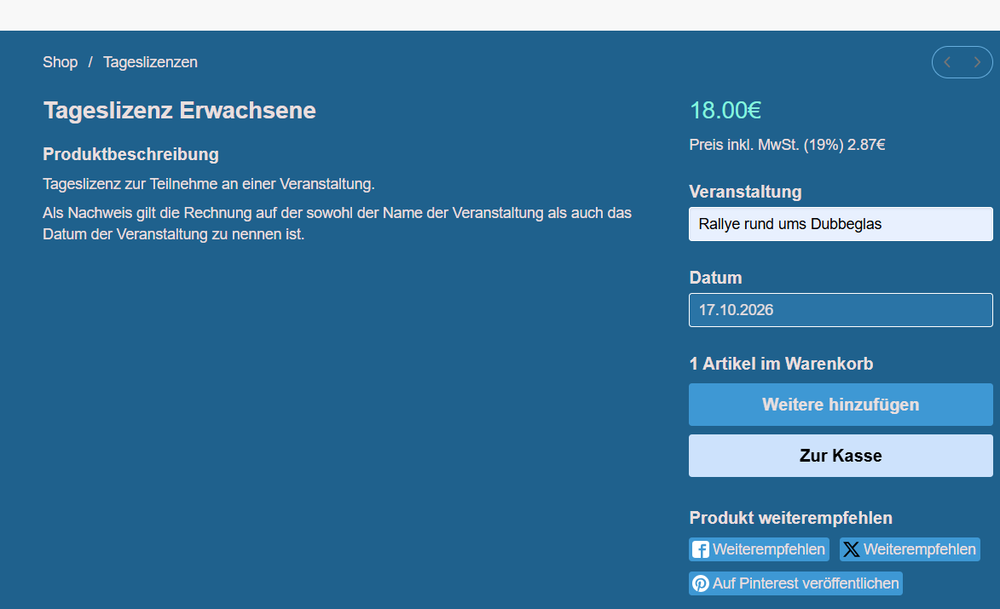 Shop / Tageslizenzen
Tageslizenz Erwachsene
Produktbeschreibung
Tageslizenz zur Teilnehme an einer Veranstaltung.
Als Nachweis gilt die Rechnung auf der sowohl der Name der Veranstaltung als auch das
Datum der Veranstaltung zu nennen ist.
18.00€
Preis inkl. MwSt. (19%) 2.87€
Veranstaltung
Rallye rund ums Dubbeglas
Datum
17.10.2026
1 Artikel im Warenkorb
Weitere hinzufügen
Zur Kasse
Produkt weiterempfehlen
Weiterempfehlen
Weiterempfehlen
Auf Pinterest veröffentlichen